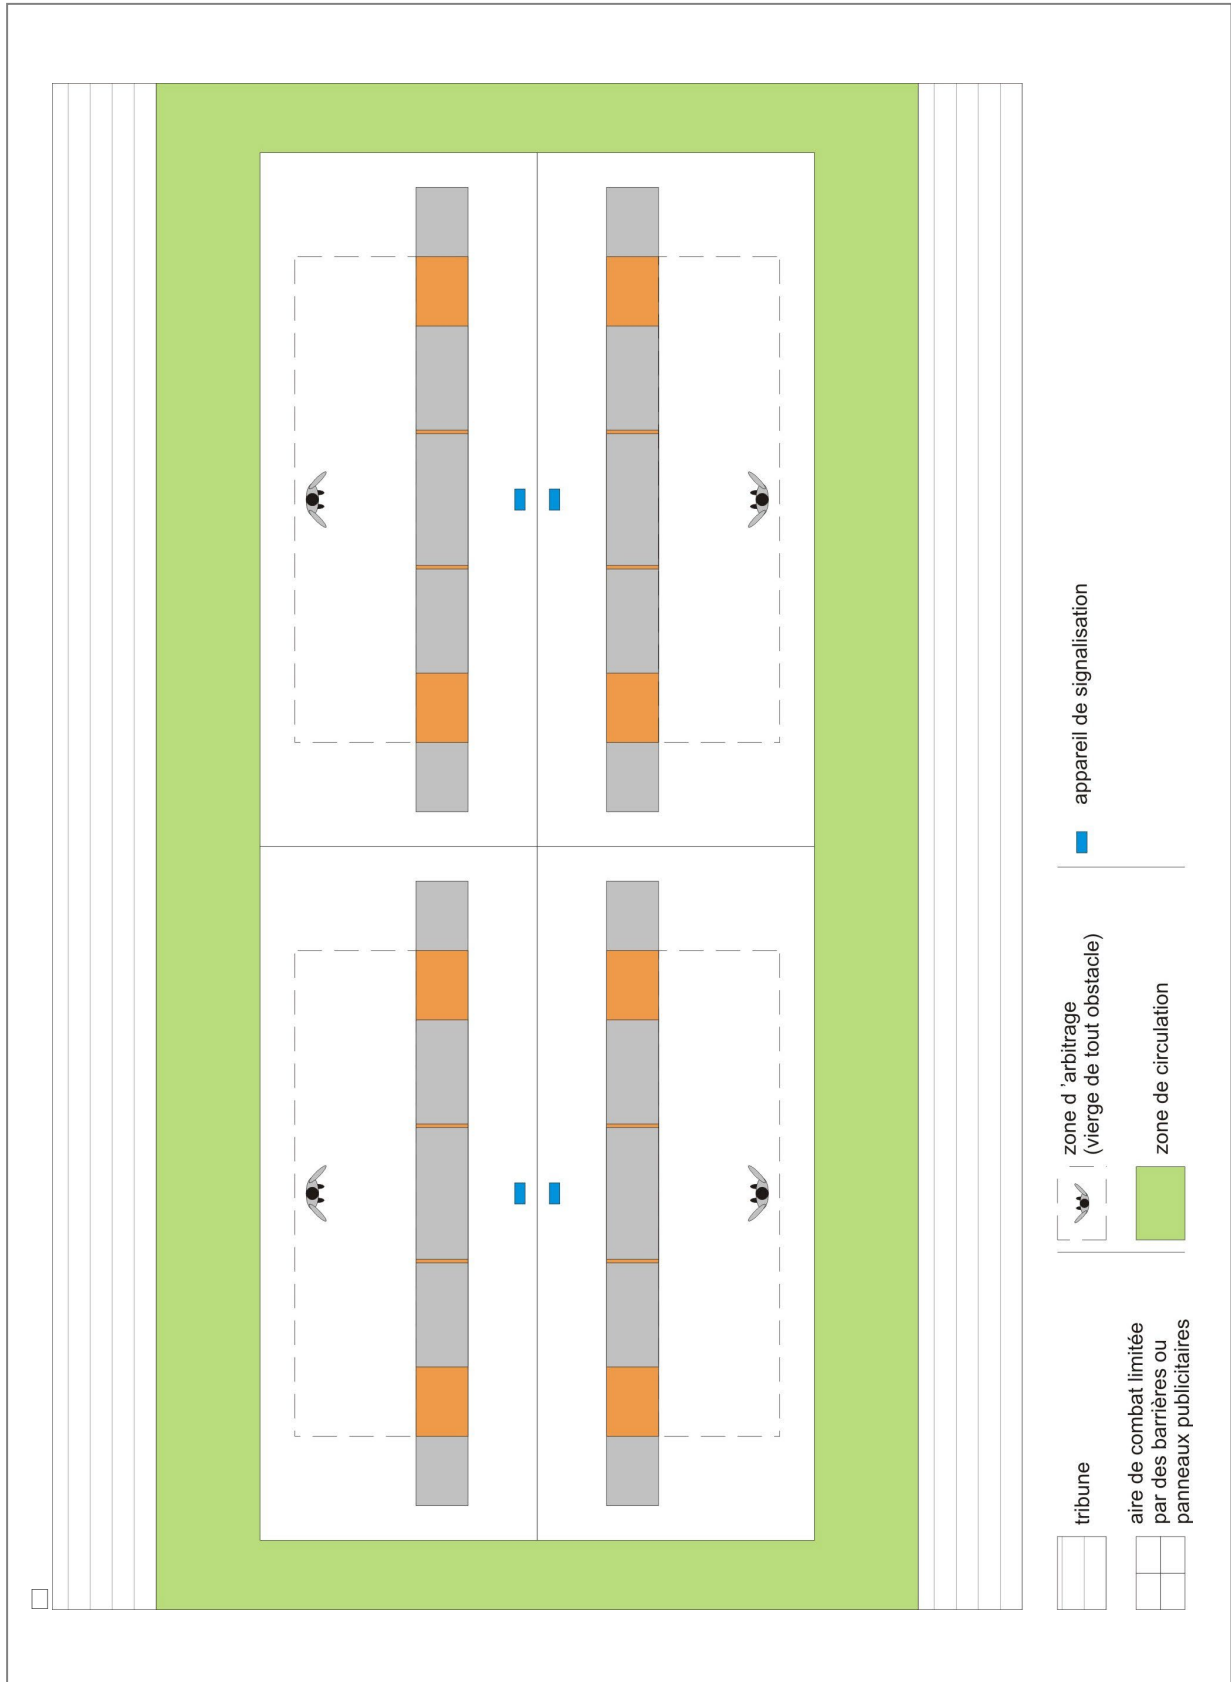 tribune
aire de combat limitée
par des barrières ou
panneaux publicitaires
zone d 'arbitrage
(vierge de tout obstacle)
zone de circulation
appareil de signalisation